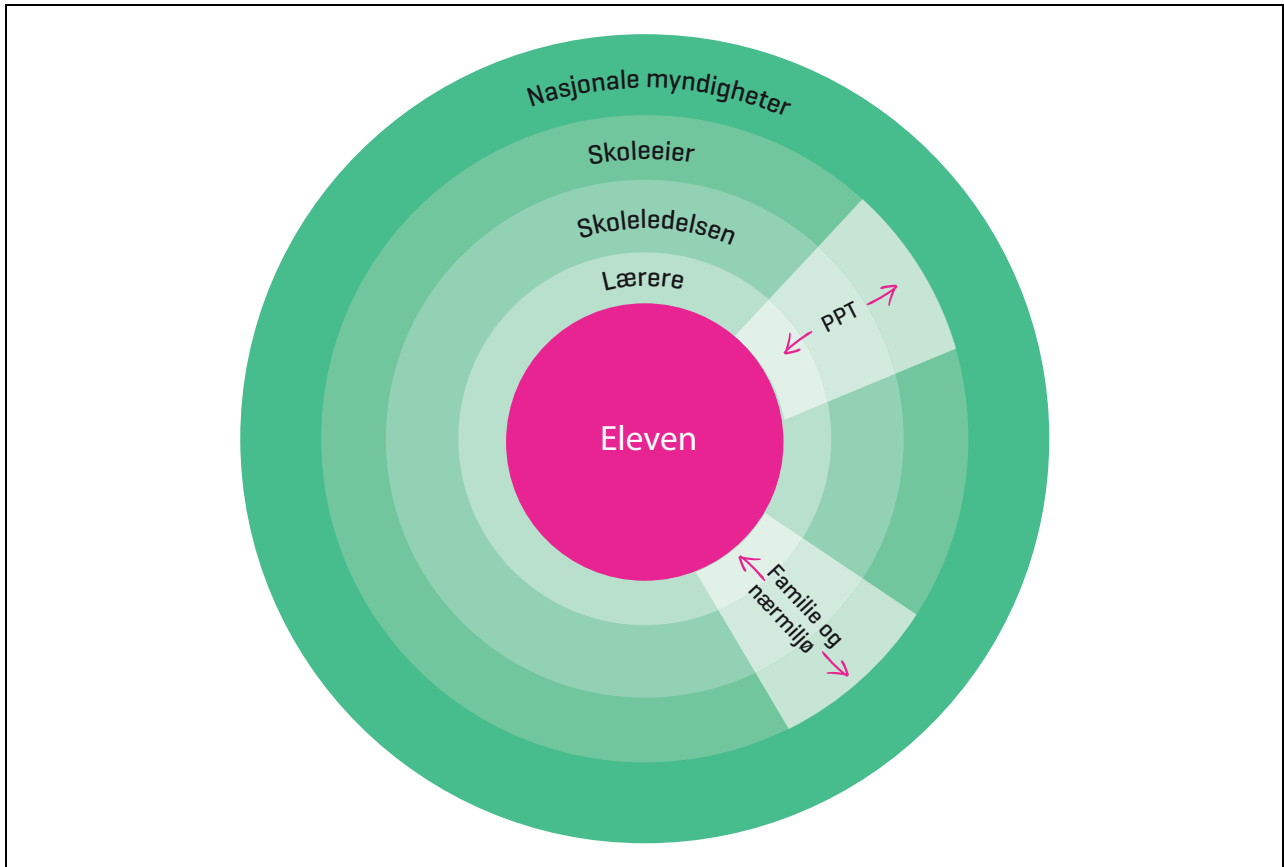 Nasjonale myndigheter
Skoleeier
Skoleledelsen
Lærere
PPT
Eleven
Familie og
nærmiljø